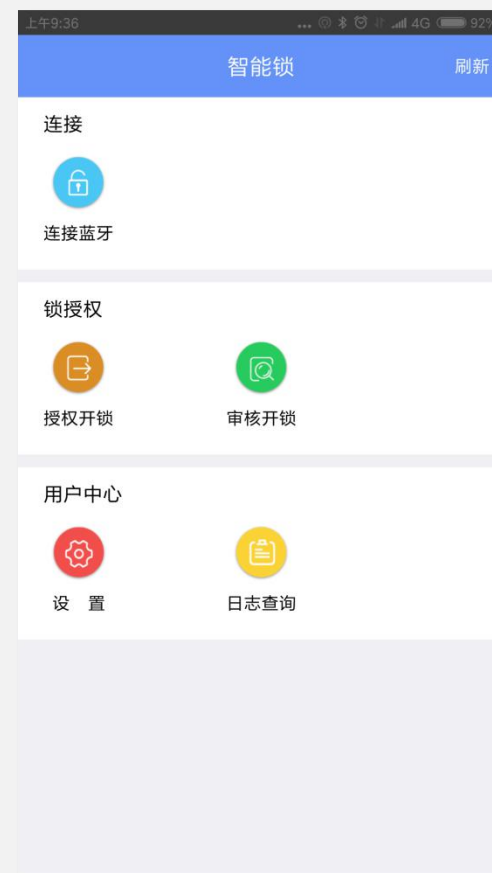 上午9:36 ... 4G 92%
智能锁 刷新
连接
连接蓝牙
锁授权
授权开锁 审核开锁
用户中心
设 置 日志查询